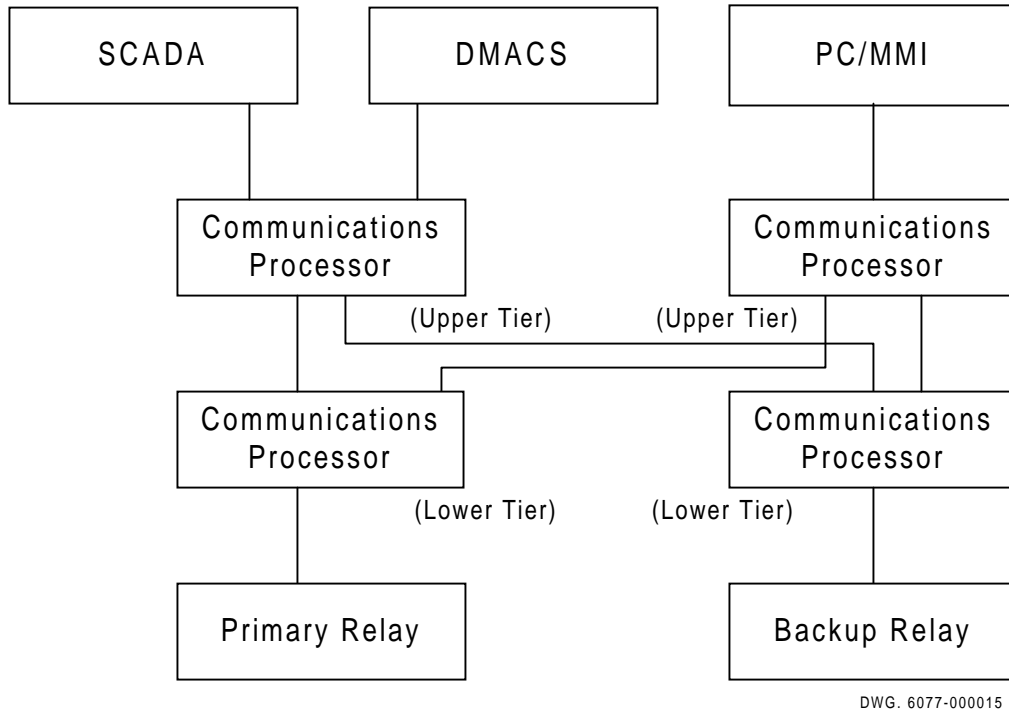 SCADA
DMACS
PC/MMI
Communications
Processor
Communications
Processor
(Upper Tier)
(Upper Tier)
Communications
Processor
Communications
Processor
(Lower Tier)
(Lower Tier)
Primary Relay
Backup Relay
DWG. 6077-000015